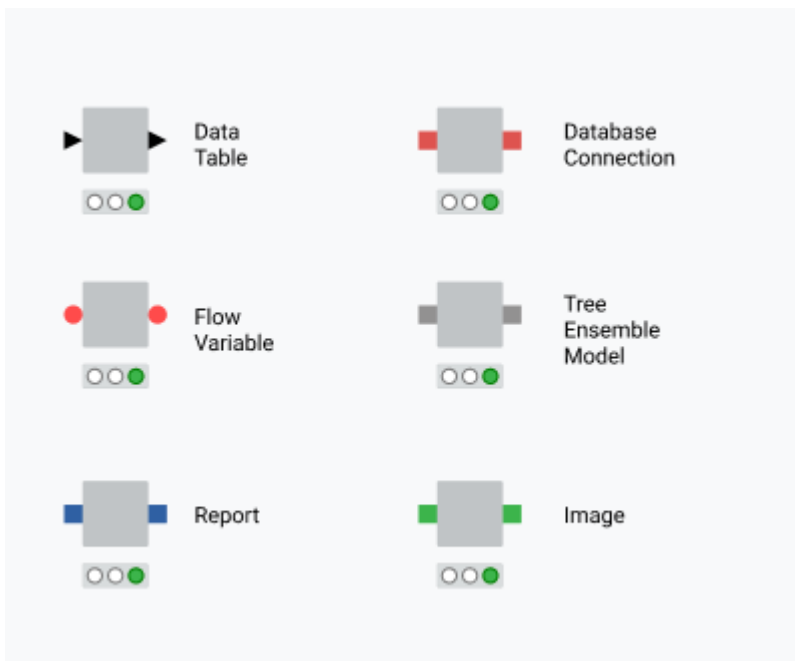 Data
Table
Database
Connection
Flow
Variable
Tree
Ensemble
Model
Report
Image